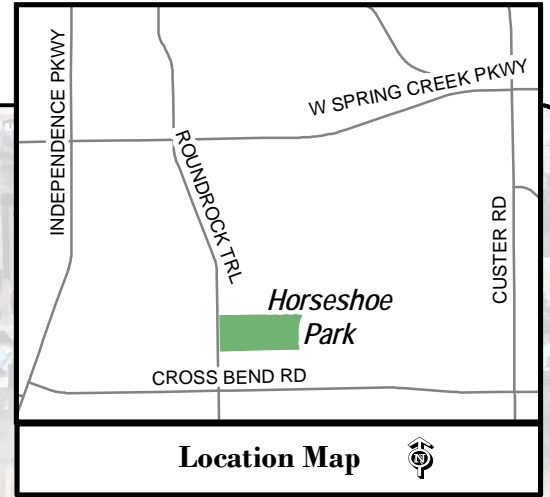 INDEPENDENCE PKWY
W SPRING CREEK PKWY
ROUNDROCK TRL
CUSTER RD
Horseshoe
Park
CROSS BEND RD
Location Map
N